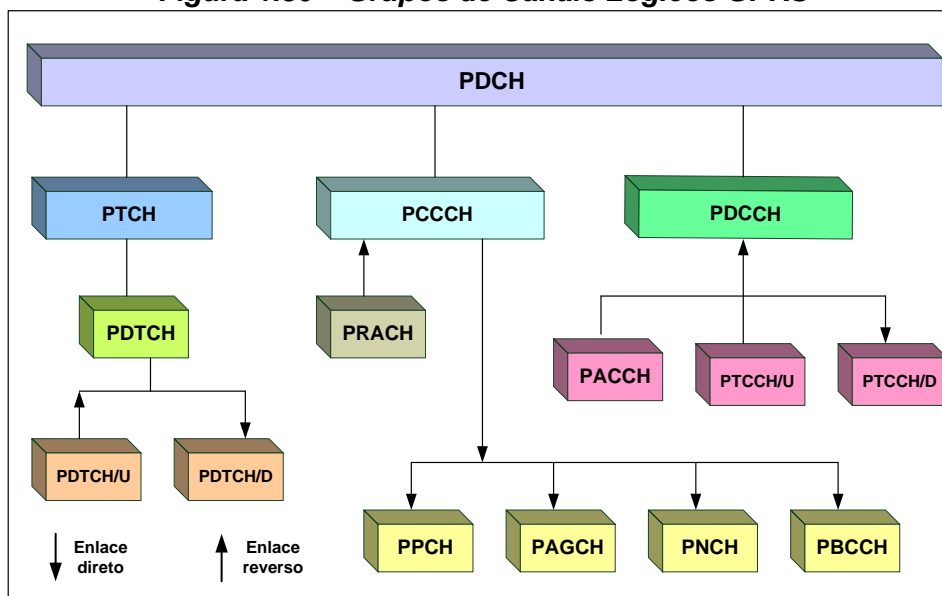 PDCH
PTCH
PCCCH
PDCCH
PDTCH
PRACH
PACCH
PTCCH/U
PTCCH/D
PDTCH/U
PDTCH/D
PPCH
PAGCH
PNCH
PBCCH
Enlace
direto
Enlace
reverso